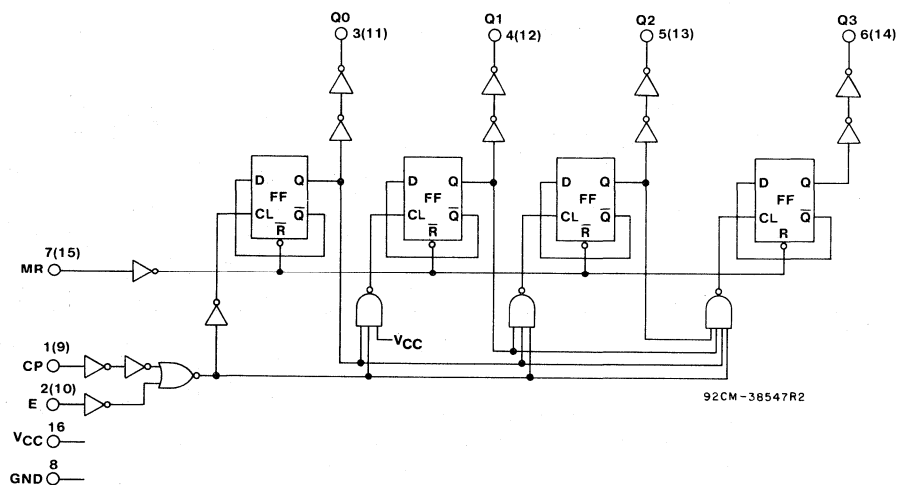 Q0
3(11)
Q1
4(12)
Q2
5(13)
Q3
6(14)
D Q
FF
CL Q̅
R̅
D Q
FF
CL Q̅
R̅
D Q
FF
CL Q̅
R̅
D Q
FF
CL Q̅
R
7(15)
MR
VCC
1(9)
CP
2(10)
E
92CM-38547R2
16
VCC
8
GND